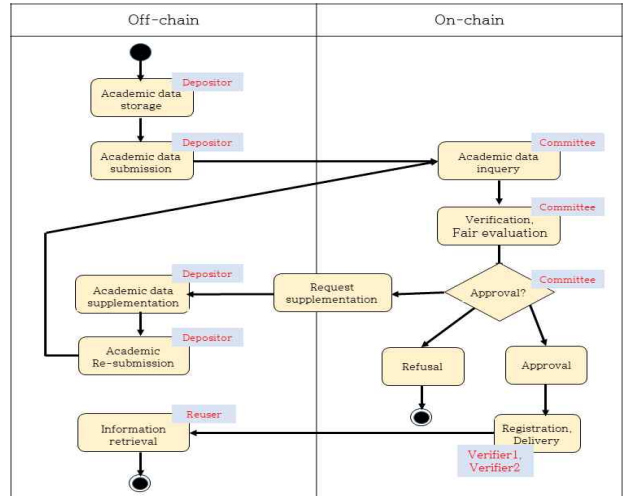 Off-chain
On-chain
Depositor
Academic data
storage
Depositor
Academic data
submission
Committee
Academic data
inquery
Committee
Verification,
Fair evaluation
Depositor
Academic data
supplementation
Request
supplementation
Committee
Approval?
Depositor
Academic
Re-submission
Refusal
Approval
Reuser
Information
retrieval
Registration,
Delivery
Verifier1,
Verifier2